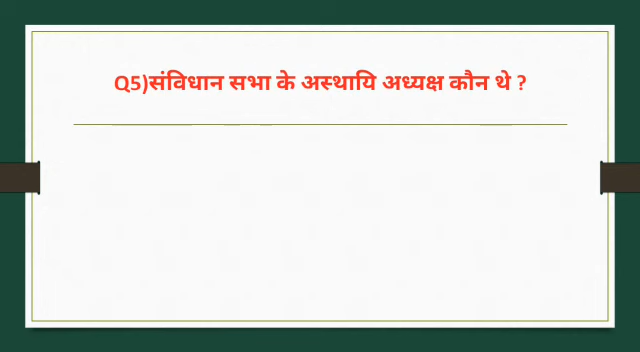 Q5)संविधान सभा के अस्थायि अध्यक्ष कौन थे ?